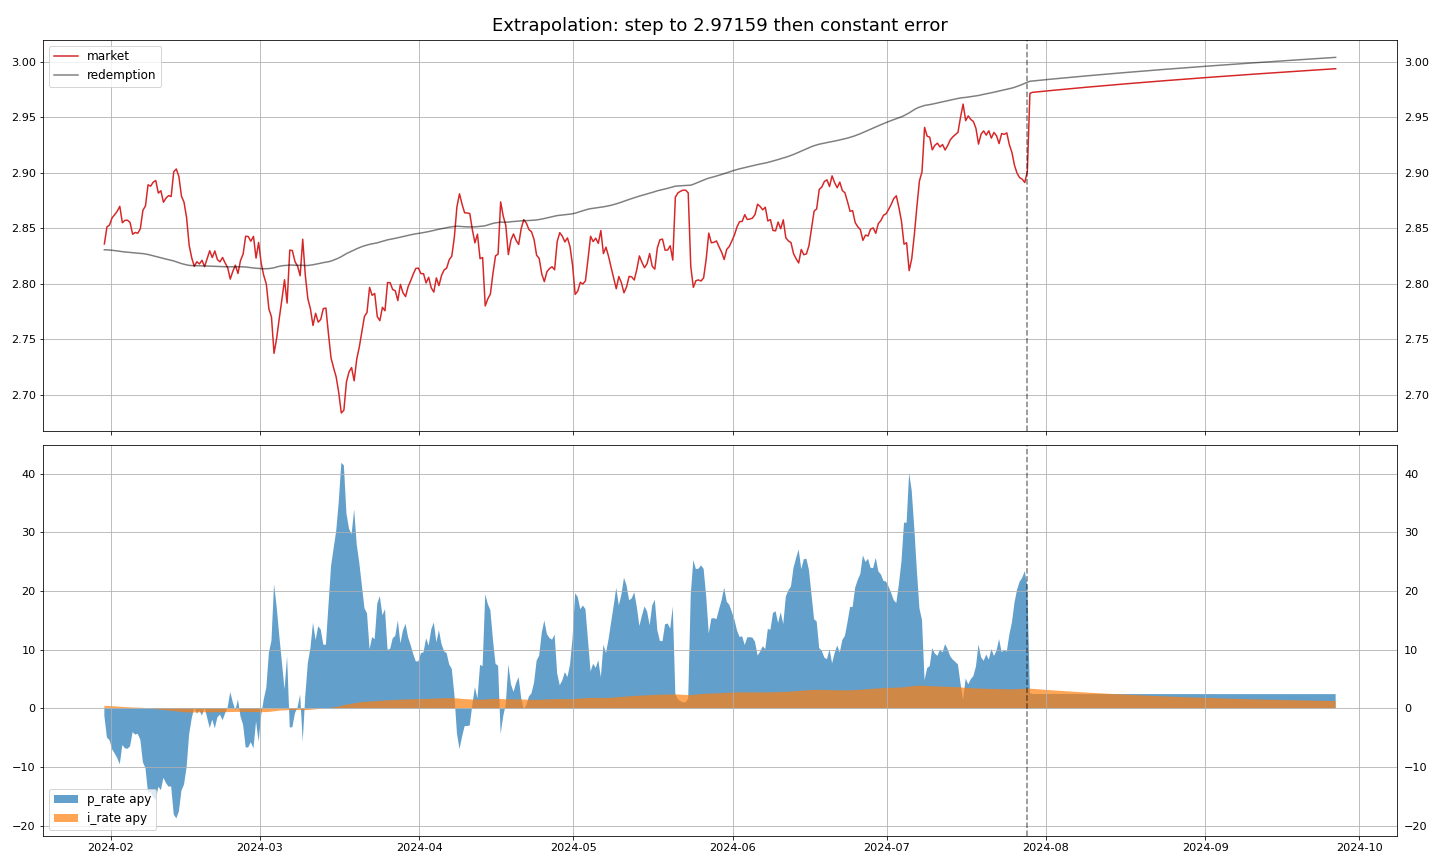 Extrapolation: step to 2.97159 then constant error
market
redemption
3.00 3.00
2.95 2.95
2.90 2.90
2.85 2.85
2.80 2.80
2.75 2.75
2.70 2.70
40 40
30 30
20 20
10 10
0 0
−10 −10
−20 −20
p_rate apy
i_rate apy
2024-02 2024-03 2024-04 2024-05 2024-06 2024-07 2024-08 2024-09 2024-10